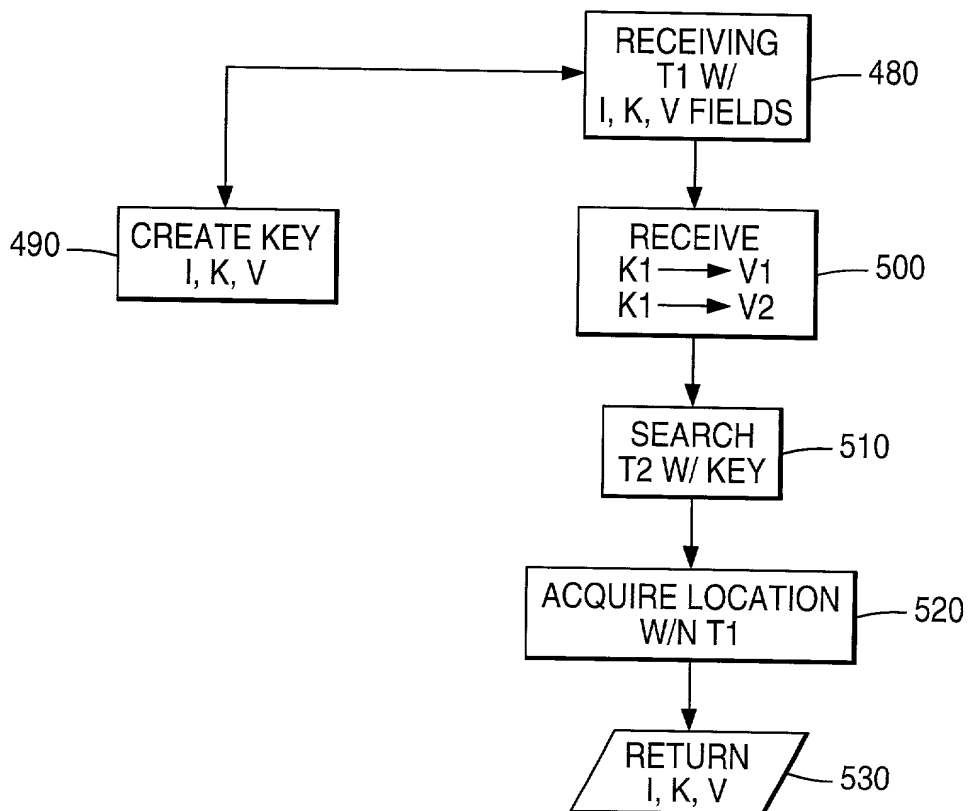 RECEIVING
T1 W/
I, K, V FIELDS
480
490
CREATE KEY
I, K, V
RECEIVE
K1 → V1
K1 → V2
500
SEARCH
T2 W/ KEY
510
ACQUIRE LOCATION
W/N T1
520
RETURN
I, K, V
530